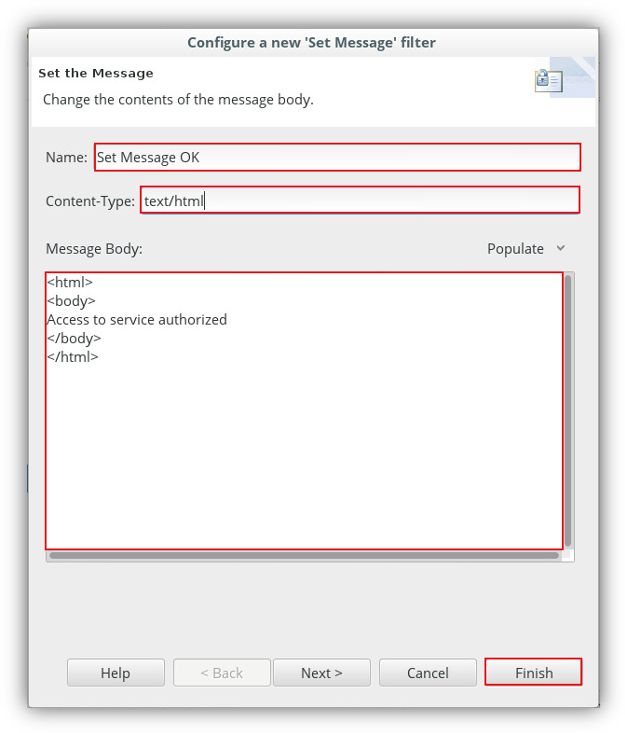 Configure a new 'Set Message' filter
Set the Message
Change the contents of the message body.
Name: Set Message OK
Content-Type: text/html
Message Body: Populate
<html>
<body>
Access to service authorized
</body>
</html>
Help < Back Next > Cancel Finish